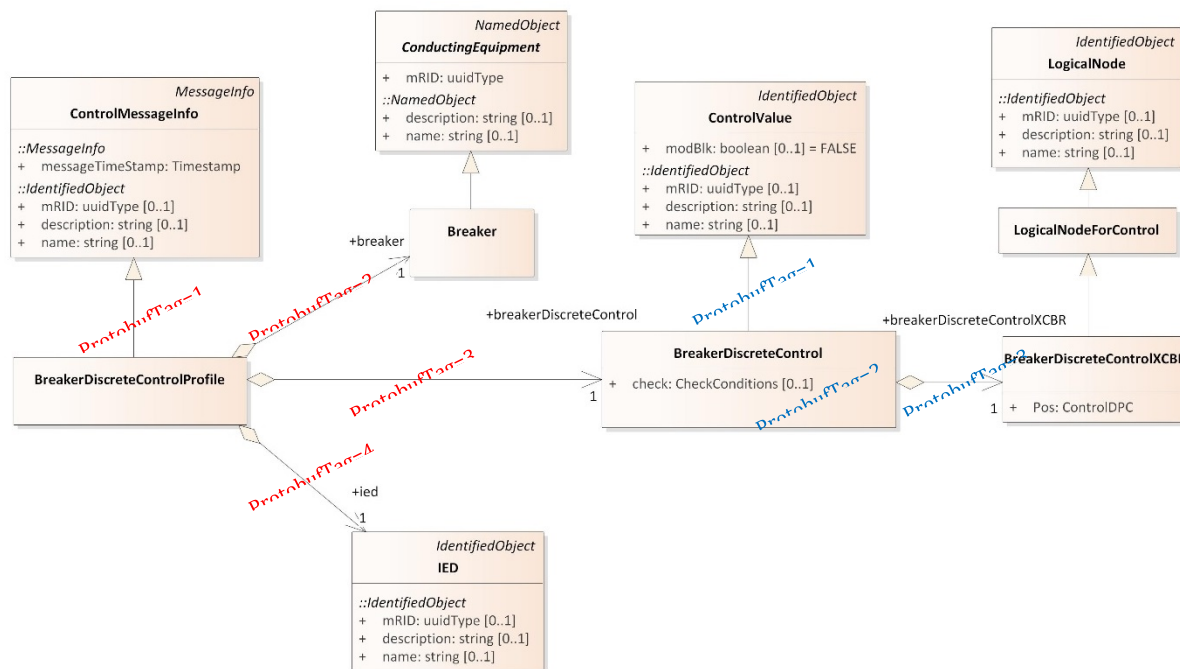 MessageInfo
ControlMessageInfo
::MessageInfo
+ messageTimeStamp: Timestamp
::IdentifiedObject
+ mRID: uuidType [0..1]
+ description: string [0..1]
+ name: string [0..1]
NamedObject
ConductingEquipment
+ mRID: uuidType
::NamedObject
+ description: string [0..1]
+ name: string [0..1]
IdentifiedObject
ControlValue
+ modBlk: boolean [0..1] = FALSE
::IdentifiedObject
+ mRID: uuidType [0..1]
+ description: string [0..1]
+ name: string [0..1]
IdentifiedObject
LogicalNode
::IdentifiedObject
+ mRID: uuidType [0..1]
+ description: string [0..1]
+ name: string [0..1]
Breaker
LogicalNodeForControl
+breaker
1
ProtobufTag=1
ProtobufTag=2
ProtobufTag=1
+breakerDiscreteControl
+breakerDiscreteControlXCBR
BreakerDiscreteControlProfile
ProtobufTag=3
1
BreakerDiscreteControl
+ check: CheckConditions [0..1]
ProtobufTag=2
ProtobufTag=3
1
BreakerDiscreteControlXCBR
+ Pos: ControlDPC
ProtobufTag=4
+ied
1
IdentifiedObject
IED
::IdentifiedObject
+ mRID: uuidType [0..1]
+ description: string [0..1]
+ name: string [0..1]